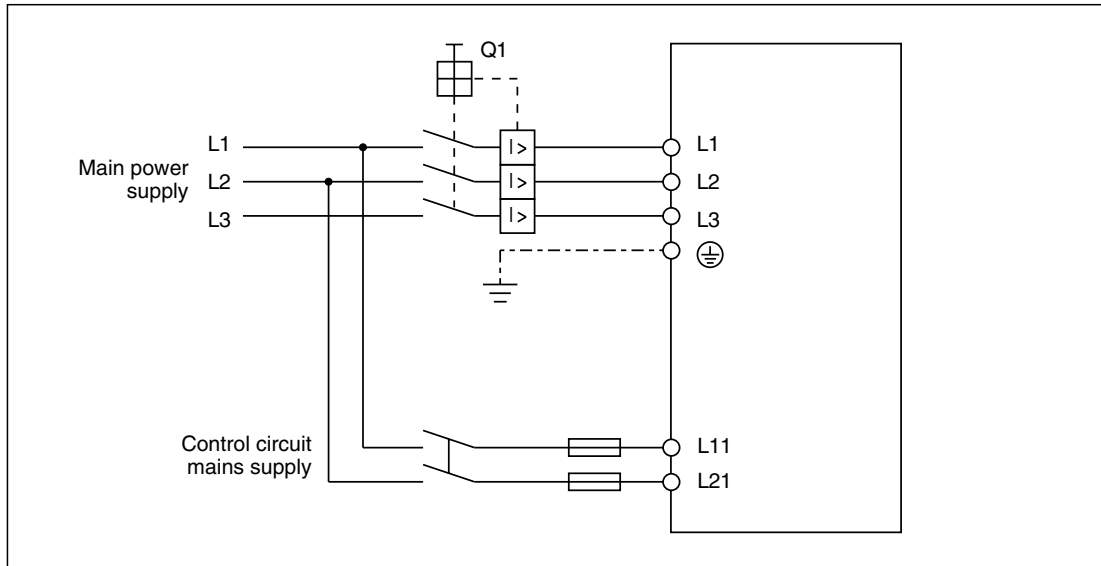 Q1
L1
Main power
supply
L2
L3
I>
I>
I>
L1
L2
L3
Control circuit
mains supply
L11
L21